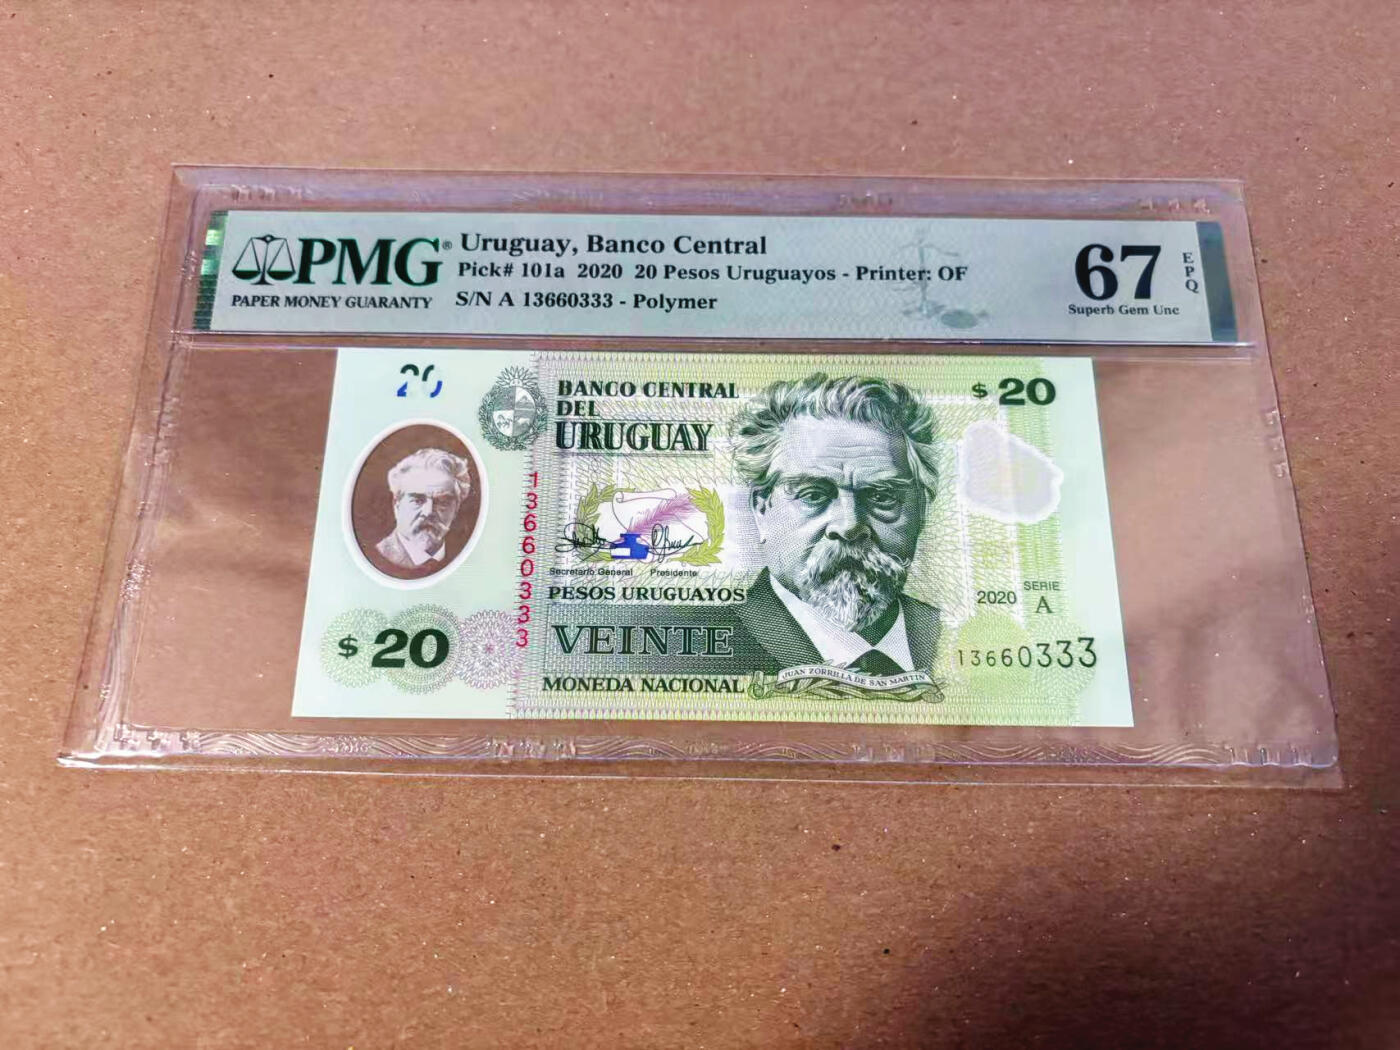 PMG®
PAPER MONEY GUARANTY
Uruguay, Banco Central
Pick# 101a 2020 20 Pesos Uruguayos - Printer: OF
S/N A 13660333 - Polymer
67
EPQ
Superb Gem Unc
20
BANCO CENTRAL
DEL
URUGUAY
$ 20
13660333
Secretario General Presidente
PESOS URUGUAYOS
VEINTE
MONEDA NACIONAL
$ 20
JUAN ZORRILLA DE SAN MARTIN
2020 SERIE
A
13660333